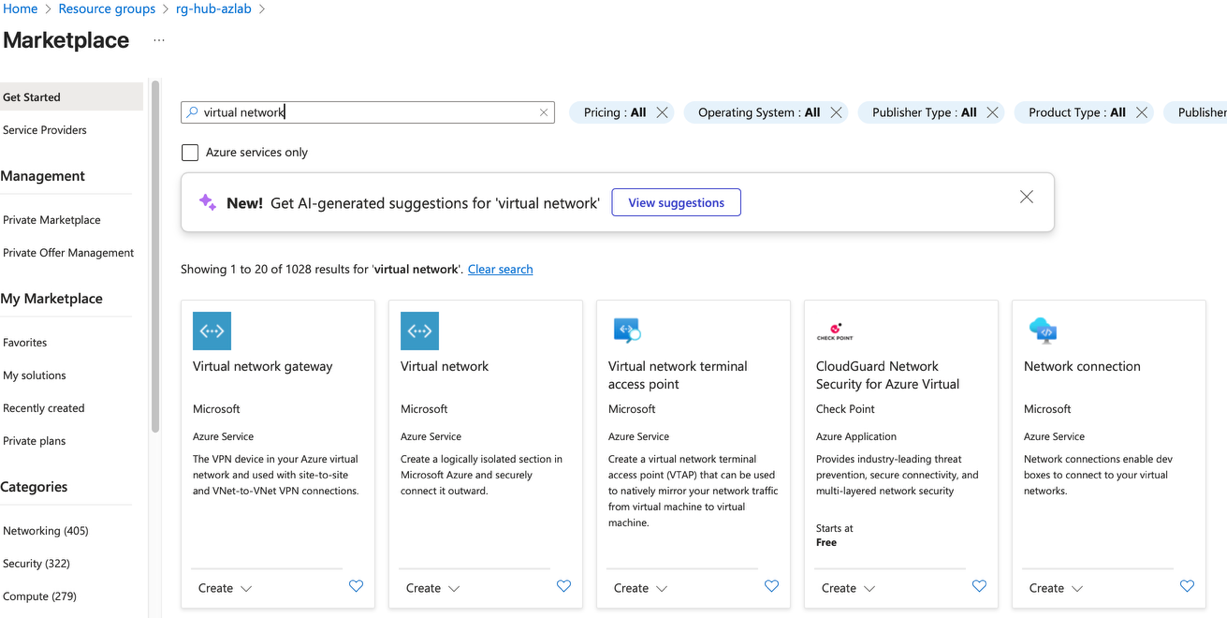 Home > Resource groups > rg-hub-azlab >
Marketplace ...
Get Started
Service Providers
Management
Private Marketplace
Private Offer Management
My Marketplace
Favorites
My solutions
Recently created
Private plans
Categories
Networking (405)
Security (322)
Compute (279)
virtual network
Pricing : All
Operating System : All
Publisher Type : All
Product Type : All
Publisher
Azure services only
New! Get AI-generated suggestions for 'virtual network'
View suggestions
Showing 1 to 20 of 1028 results for 'virtual network'. Clear search
Virtual network gateway
Microsoft
Azure Service
The VPN device in your Azure virtual
network and used with site-to-site
and VNet-to-VNet VPN connections.
Create
Virtual network
Microsoft
Azure Service
Create a logically isolated section in
Microsoft Azure and securely
connect it outward.
Create
Virtual network terminal
access point
Microsoft
Azure Service
Create a virtual network terminal
access point (VTAP) that can be used
to natively mirror your network traffic
from virtual machine to virtual
machine.
Create
CHECK POINT
CloudGuard Network
Security for Azure Virtual
Check Point
Azure Application
Provides industry-leading threat
prevention, secure connectivity, and
multi-layered network security
Starts at
Free
Create
Network connection
Microsoft
Azure Service
Network connections enable dev
boxes to connect to your virtual
networks.
Create